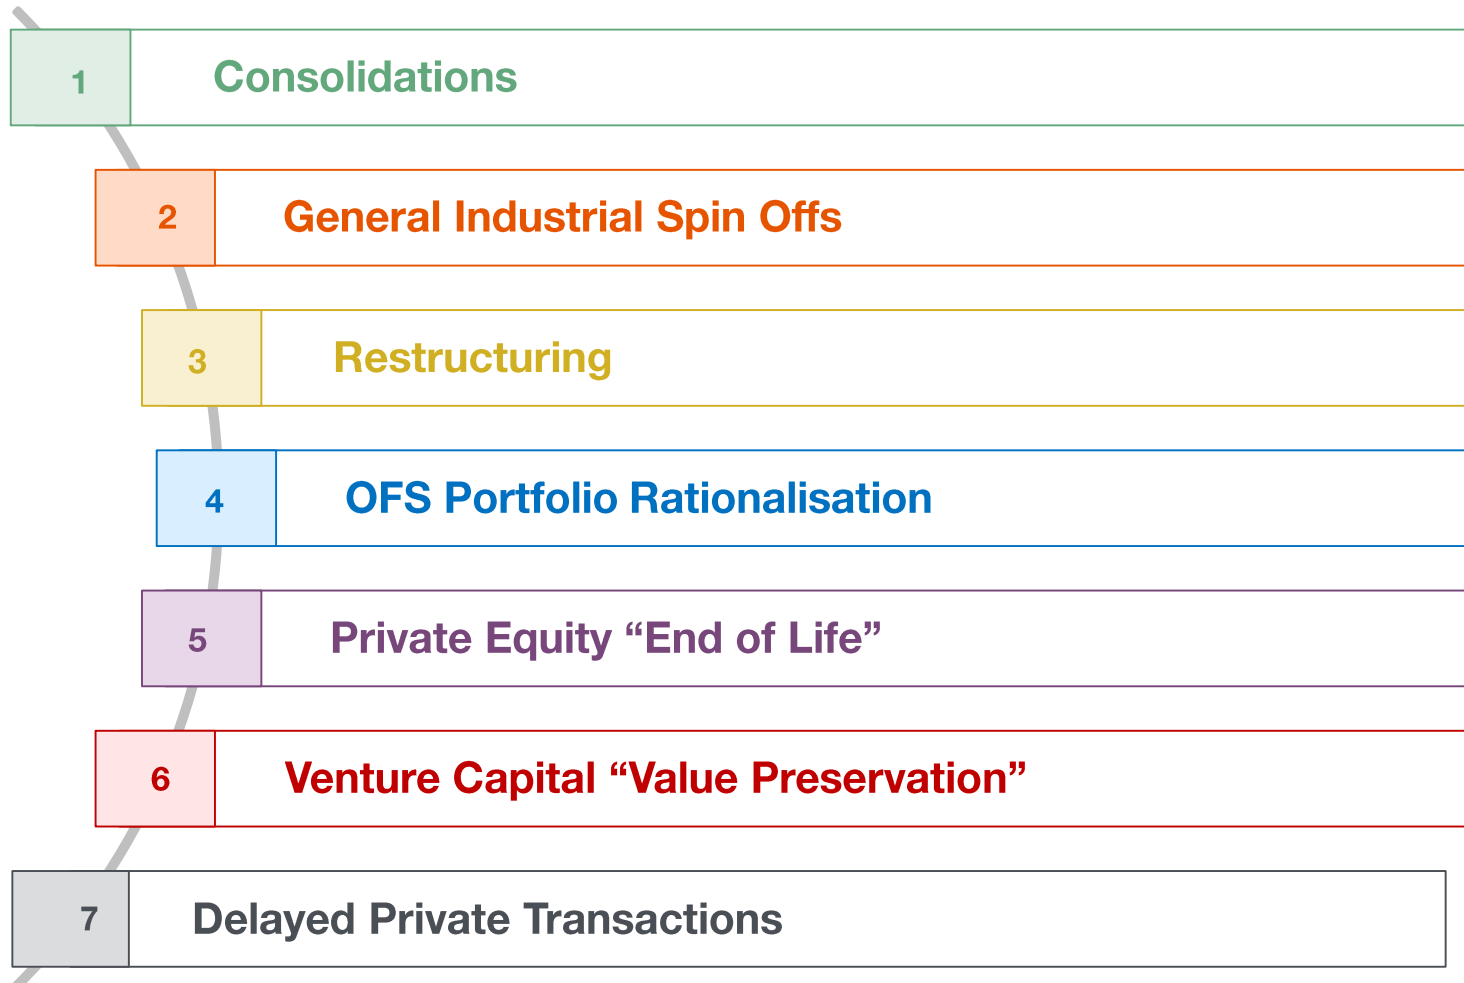 1 Consolidations
2 General Industrial Spin Offs
3 Restructuring
4 OFS Portfolio Rationalisation
5 Private Equity “End of Life”
6 Venture Capital “Value Preservation”
7 Delayed Private Transactions